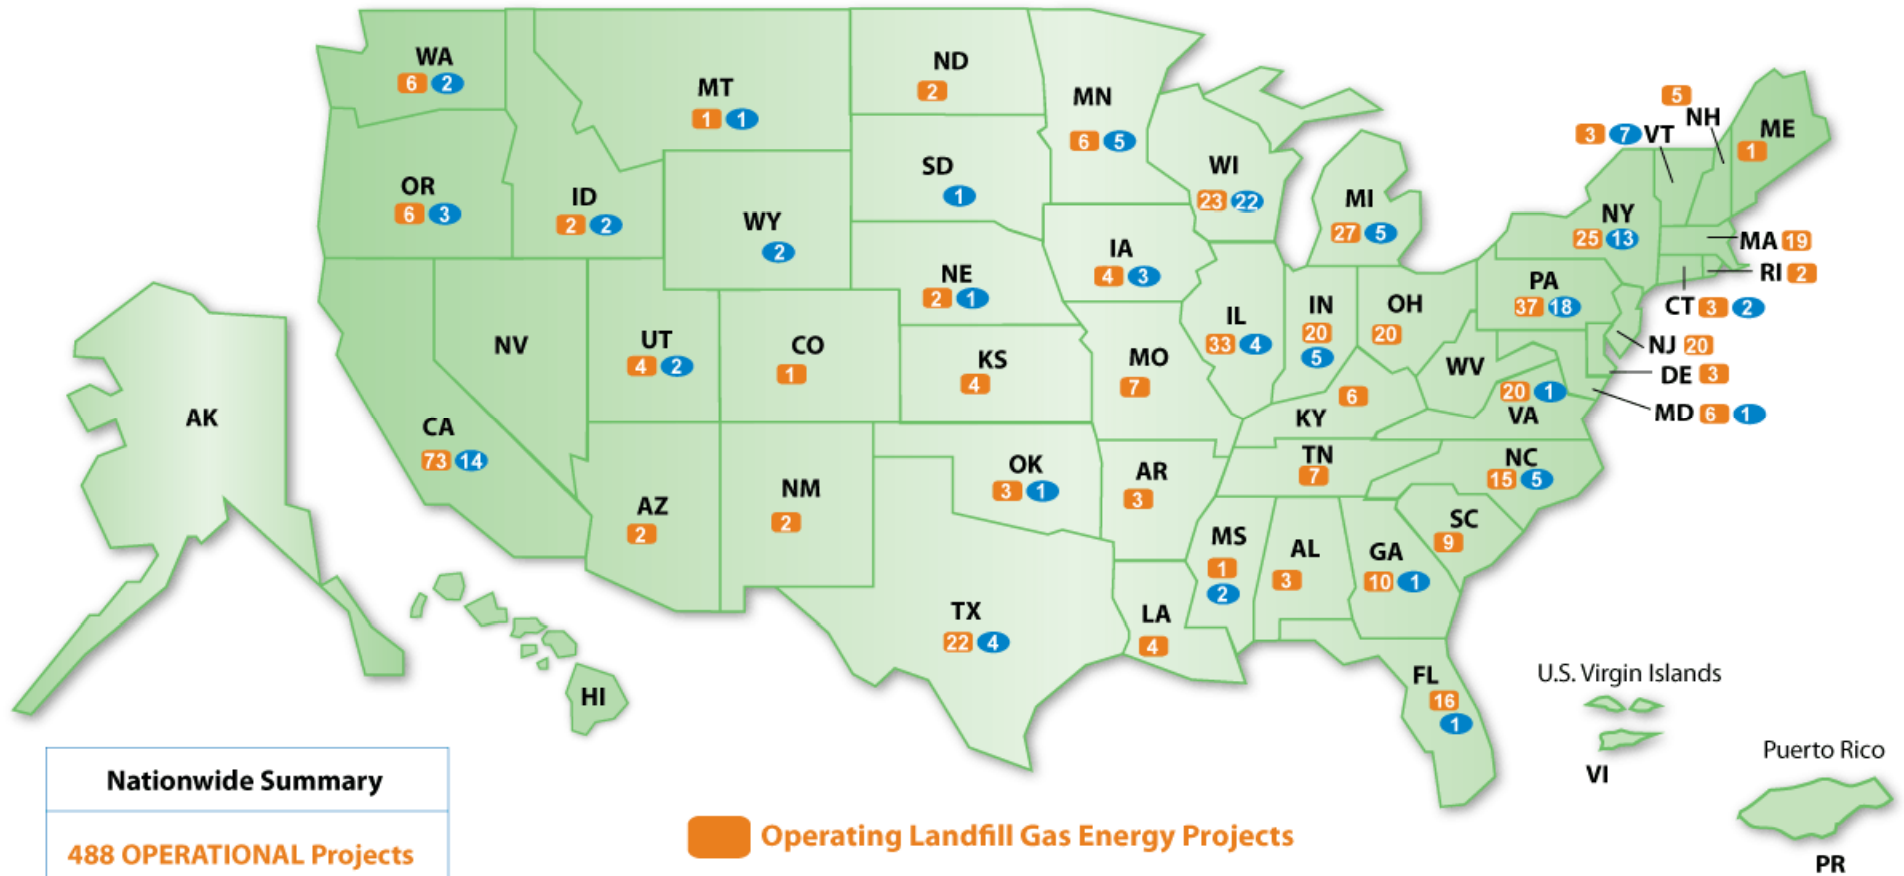 WA
6 2
MT
1 1
ND
2
MN
6 5
5
NH
3 7 VT
ME
1
OR
6 3
ID
2 2
WY
2
SD
1
WI
23 22
MI
27 5
NY
25 13
MA 19
RI 2
NE
2 1
IA
4 3
PA
37 18
CT 3 2
NV
UT
4 2
CO
1
KS
4
MO
7
IL
33 4
IN
20
5
OH
20
NJ 20
WV
DE 3
20 1
VA
MD 6 1
KY
6
AK
CA
73 14
AZ
2
NM
2
OK
3 1
AR
3
TN
7
NC
15 5
SC
9
MS
1
2
AL
3
GA
10 1
TX
22 4
LA
4
FL
16
1
HI
U.S. Virgin Islands
VI
Puerto Rico
PR
Nationwide Summary
488 OPERATIONAL Projects
Operating Landfill Gas Energy Projects